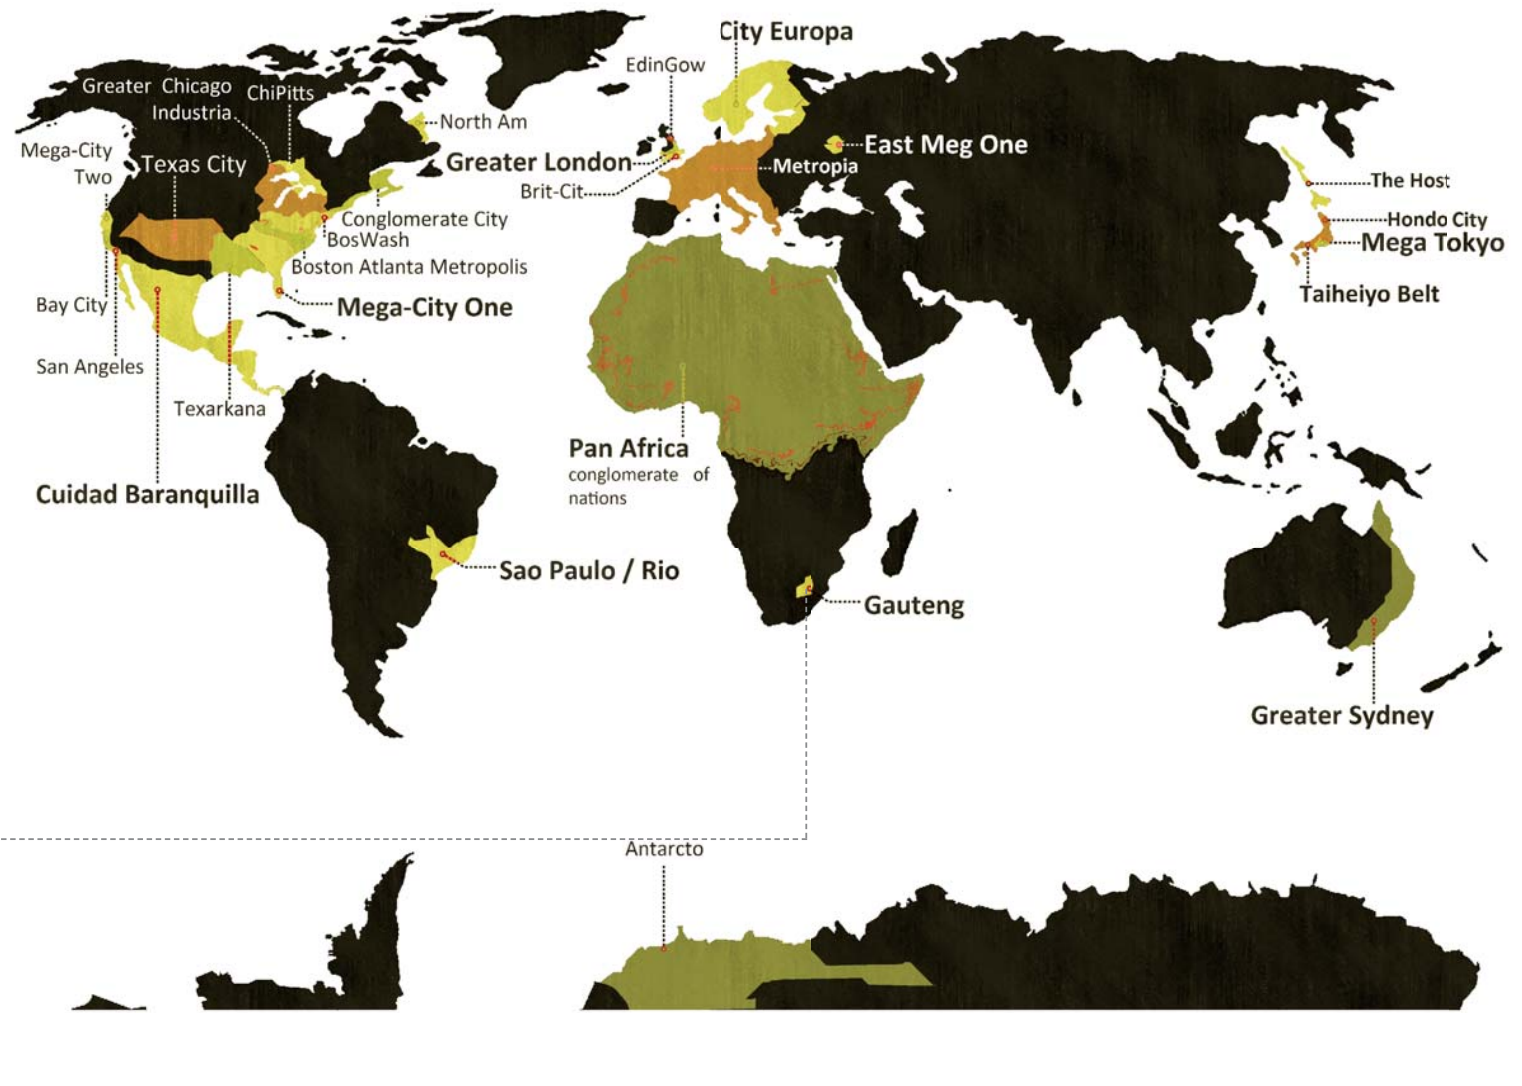 City Europa
EdinGow
Greater Chicago
Industria
ChiPitts
North Am
Mega-City
Two
Texas City
Greater London
East Meg One
Metropia
Brit-Cit
The Host
Conglomerate City
Hondo City
BosWash
Mega Tokyo
Boston Atlanta Metropolis
Taiheiyo Belt
Bay City
Mega-City One
San Angeles
Texarkana
Pan Africa
conglomerate of
nations
Cuidad Baranquilla
Sao Paulo / Rio
Gauteng
Greater Sydney
Antarcto